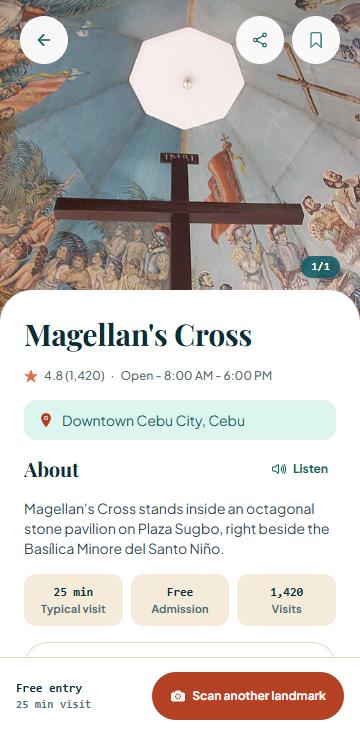 INRI
1/1
Magellan's Cross
4.8 (1,420) · Open - 8:00 AM - 6:00 PM
Downtown Cebu City, Cebu
About
Listen
Magellan's Cross stands inside an octagonal
stone pavilion on Plaza Sugbo, right beside the
Basílica Minore del Santo Niño.
25 min
Typical visit
Free
Admission
1,420
Visits
Free entry
25 min visit
Scan another landmark